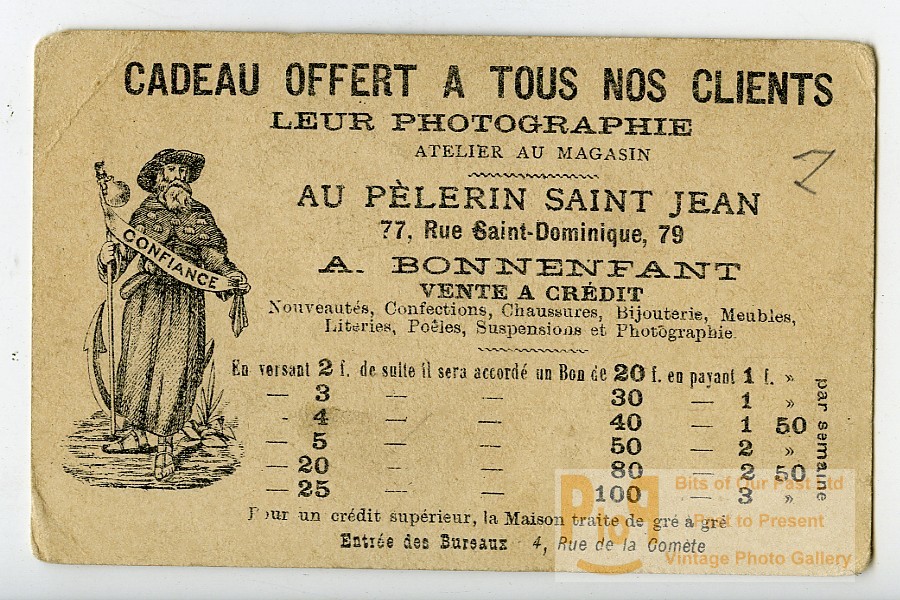 CADEAU OFFERT A TOUS NOS CLIENTS
LEUR PHOTOGRAPHIE
ATELIER AU MAGASIN
2
AU PÈLERIN SAINT JEAN
77, Rue Saint-Dominique, 79
A. BONNENFANT
VENTE A CRÉDIT
CONFIANCE
Nouveautés, Confections, Chaussures, Bijouterie, Meubles,
Literies, Poêles, Suspensions et Photographie
En versant 2 f. de suite il sera accordé un Bon de 20 f. en payant 1 f. »
— 3 — — 30 — 1 »
- 4 — — 40 — 1 50
— 5 — — 50 — 2 »
— 20 — — 80 — 2 50
— 25 — — 100 — 3 »
par semaine
Pour un crédit supérieur, la Maison traite de gré à gré
Entrée des Bureaux 4, Rue de la Comète
Bits of Our Past Ltd
Past to Present
Vintage Photo Gallery